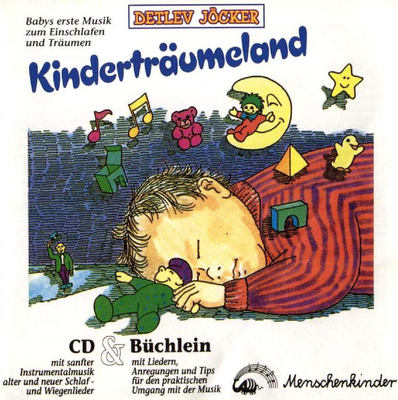 Babys erste Musik
zum Einschlafen
und Träumen
DETLEV JÖCKER
Kinderträumeland
CD & Büchlein
mit sanfter
Instrumentalmusik
alter und neuer Schlaf-
und Wiegenlieder
mit Liedern,
Anregungen und Tips
für den praktischen
Umgang mit der Musik
Menschenkinder